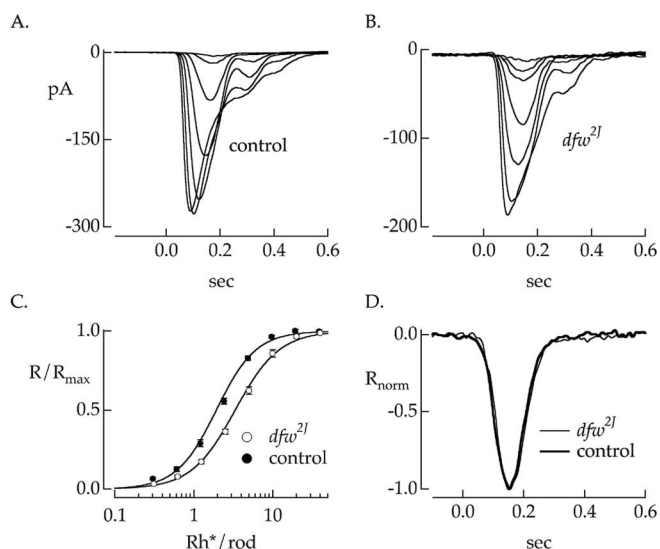 A.
0
pA
-150
-300
control
0.0 0.2 0.4 0.6
sec
B.
0
-100
-200
dfw2J
0.0 0.2 0.4 0.6
sec
C.
1.0
R/Rmax
0.5
0.0
dfw2J
control
0.1 1 10
Rh*/rod
D.
0.0
Rnorm
-0.5
-1.0
dfw2J
control
0.0 0.2 0.4 0.6
sec